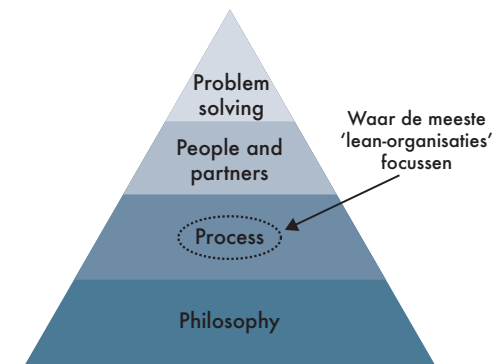 Problem
solving
Waar de meeste
‘lean-organisaties’
focussen
People and
partners
Process
Philosophy